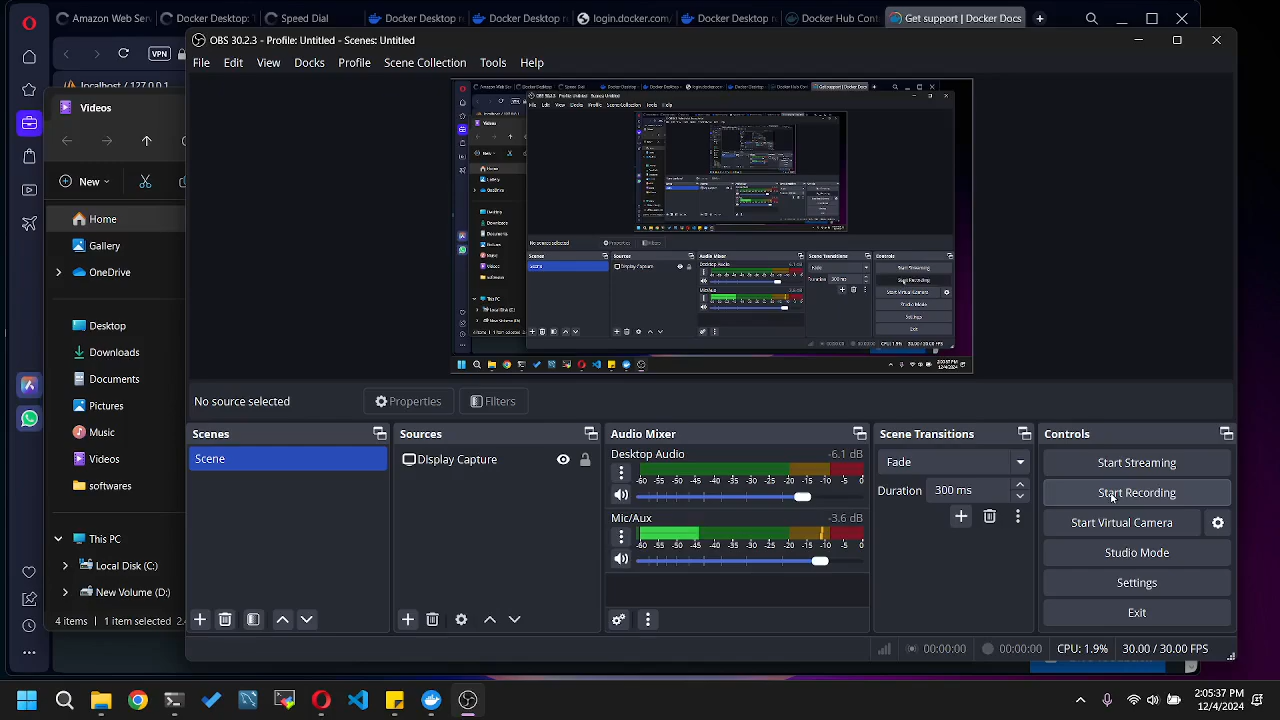 Amazon Web Serv
Docker Desktop: T
Speed Dial
Docker Desktop n
Docker Desktop re
login.docker.com/
Docker Desktop re
Docker Hub Conta
Get support | Docker Docs
VPN
localhost / 127.0.0.1
Videos
New
Home
Gallery
OneDrive
Desktop
Downloads
Documents
Pictures
Music
Videos
softwares
This PC
New Volume (D:)
4 items
1 item selected
OBS 30.2.3 - Profile: Untitled - Scenes: Untitled
File
Edit
View
Docks
Profile
Scene Collection
Tools
Help
No source selected
Properties
Filters
Scenes
Scene
Sources
DIsplay Capture
Audio Mixer
Desktop Audio
-6.1 dB
-60 -55 -50 -45 -40 -35 -30 -25 -20 -15 -10 -5 0
Mic/Aux
-3.6 dB
-60 -55 -50 -45 -40 -35 -30 -25 -20 -15 -10 -5 0
Scene Transitions
Fade
Duration
300 ms
Controls
Start Streaming
Start Recording
Start Virtual Camera
Studio Mode
Settings
Exit
00:00:00
00:00:00
CPU: 1.9%
30.00 / 30.00 FPS
2:05:37 PM
12/4/2024